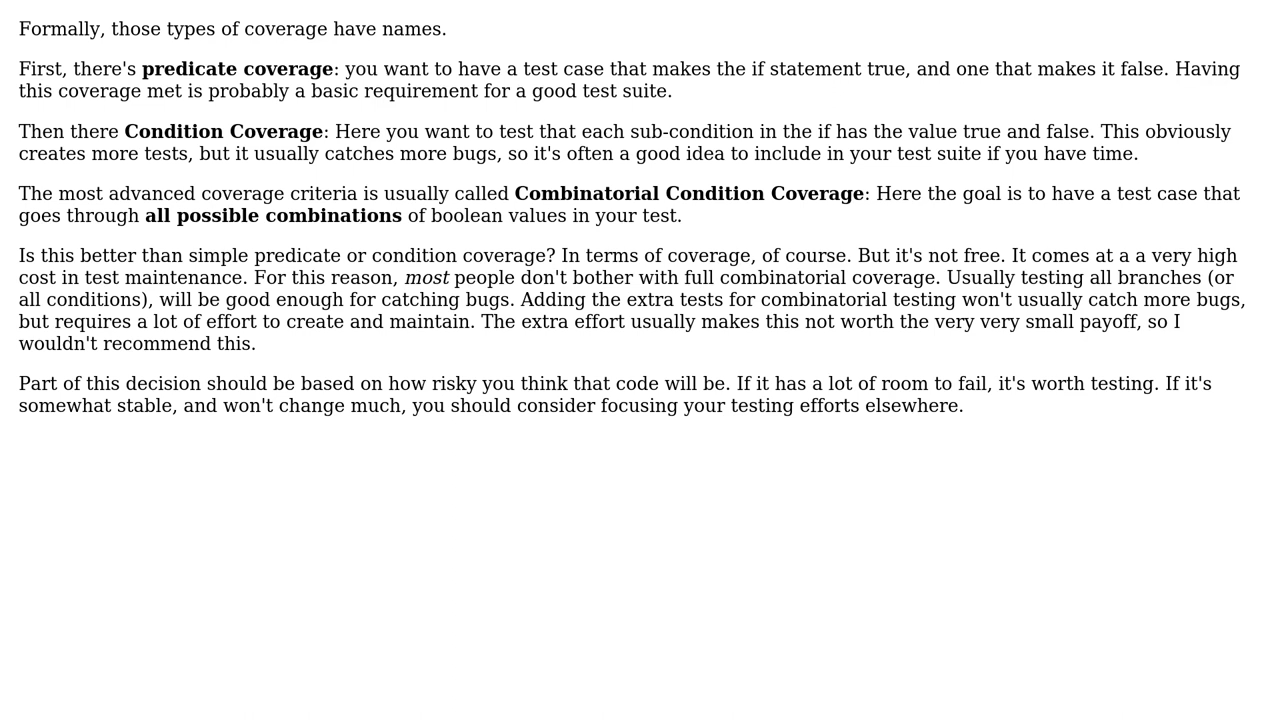 Formally, those types of coverage have names.
First, there's predicate coverage: you want to have a test case that makes the if statement true, and one that makes it false. Having
this coverage met is probably a basic requirement for a good test suite.
Then there Condition Coverage: Here you want to test that each sub-condition in the if has the value true and false. This obviously
creates more tests, but it usually catches more bugs, so it's often a good idea to include in your test suite if you have time.
The most advanced coverage criteria is usually called Combinatorial Condition Coverage: Here the goal is to have a test case that
goes through all possible combinations of boolean values in your test.
Is this better than simple predicate or condition coverage? In terms of coverage, of course. But it's not free. It comes at a a very high
cost in test maintenance. For this reason, most people don't bother with full combinatorial coverage. Usually testing all branches (or
all conditions), will be good enough for catching bugs. Adding the extra tests for combinatorial testing won't usually catch more bugs,
but requires a lot of effort to create and maintain. The extra effort usually makes this not worth the very very small payoff, so I
wouldn't recommend this.
Part of this decision should be based on how risky you think that code will be. If it has a lot of room to fail, it's worth testing. If it's
somewhat stable, and won't change much, you should consider focusing your testing efforts elsewhere.